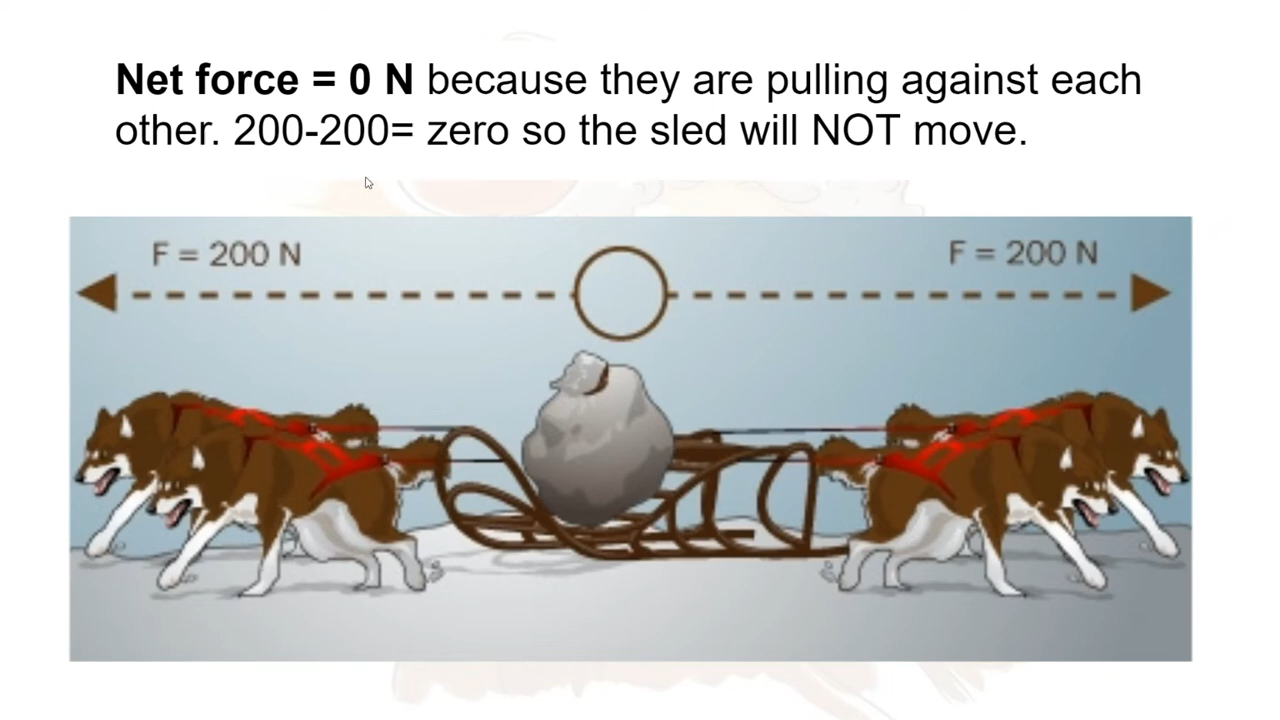 Net force = 0 N because they are pulling against each
other. 200-200= zero so the sled will NOT move.
F = 200 N
F = 200 N